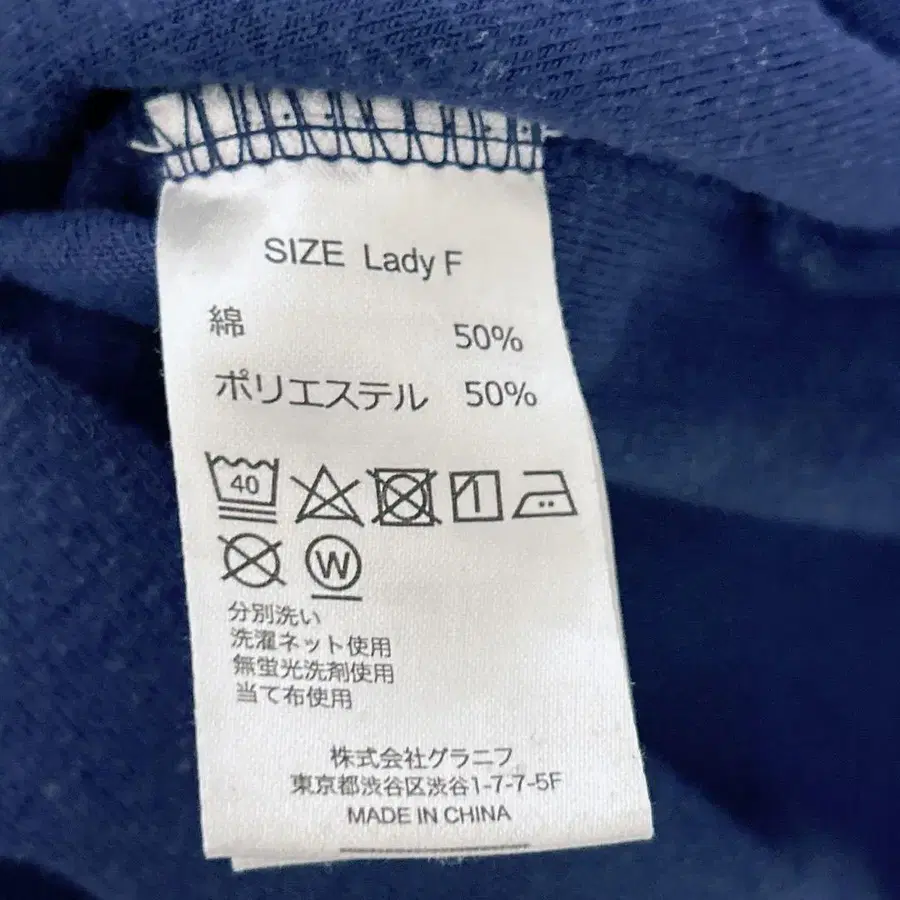 SIZE Lady F
綿 50%
ポリエステル 50%
40
W
分別洗い
洗濯ネット使用
無蛍光洗剤使用
当て布使用
株式会社グラニフ
東京都渋谷区渋谷1-7-7-5F
MADE IN CHINA